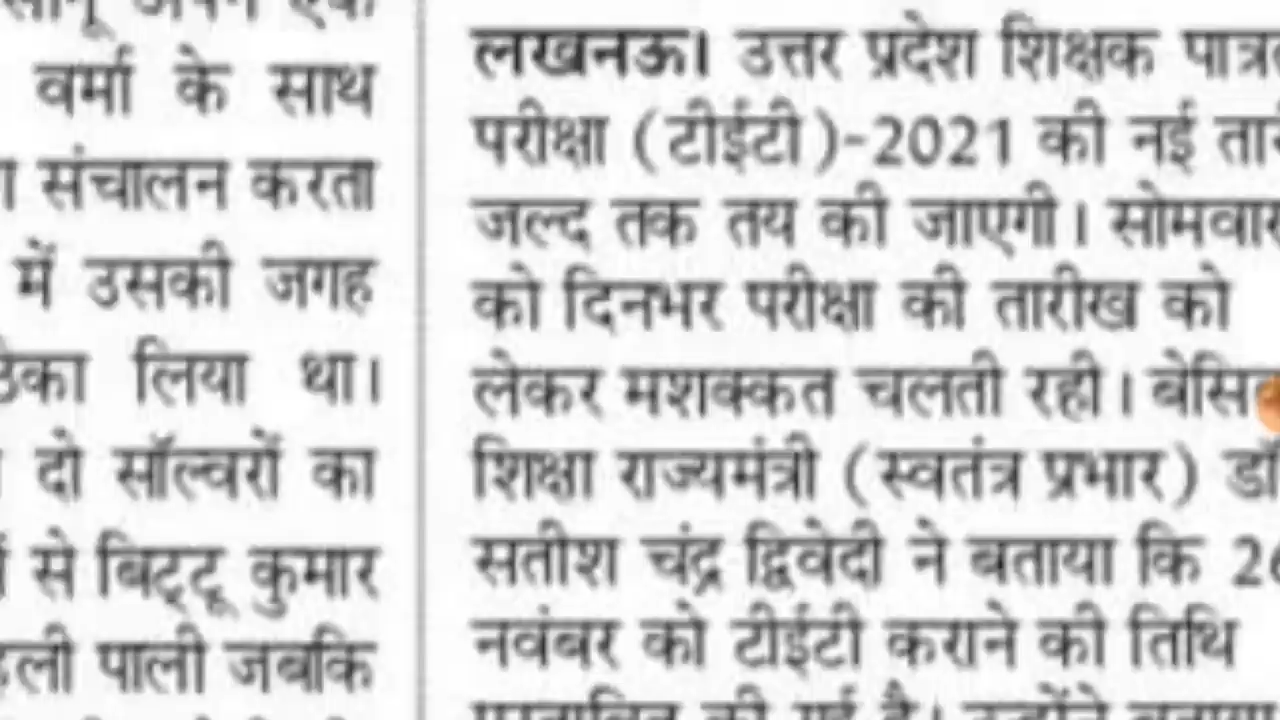 वर्मा के साथ
संचालन करता
में उसकी जगह
लिया था।
दो सॉल्वरों का
से बिट्टू कुमार
पाली जबकि
लखनऊ। उत्तर प्रदेश शिक्षक
परीक्षा (टीईटी)-2021 की नई
जल्द तक तय की जाएगी। सोमवार
को दिनभर परीक्षा की तारीख को
लेकर मशक्कत चलती रही।
शिक्षा राज्यमंत्री (स्वतंत्र प्रभार)
सतीश चंद्र द्विवेदी ने बताया कि
नवंबर को टीईटी कराने की तिथि